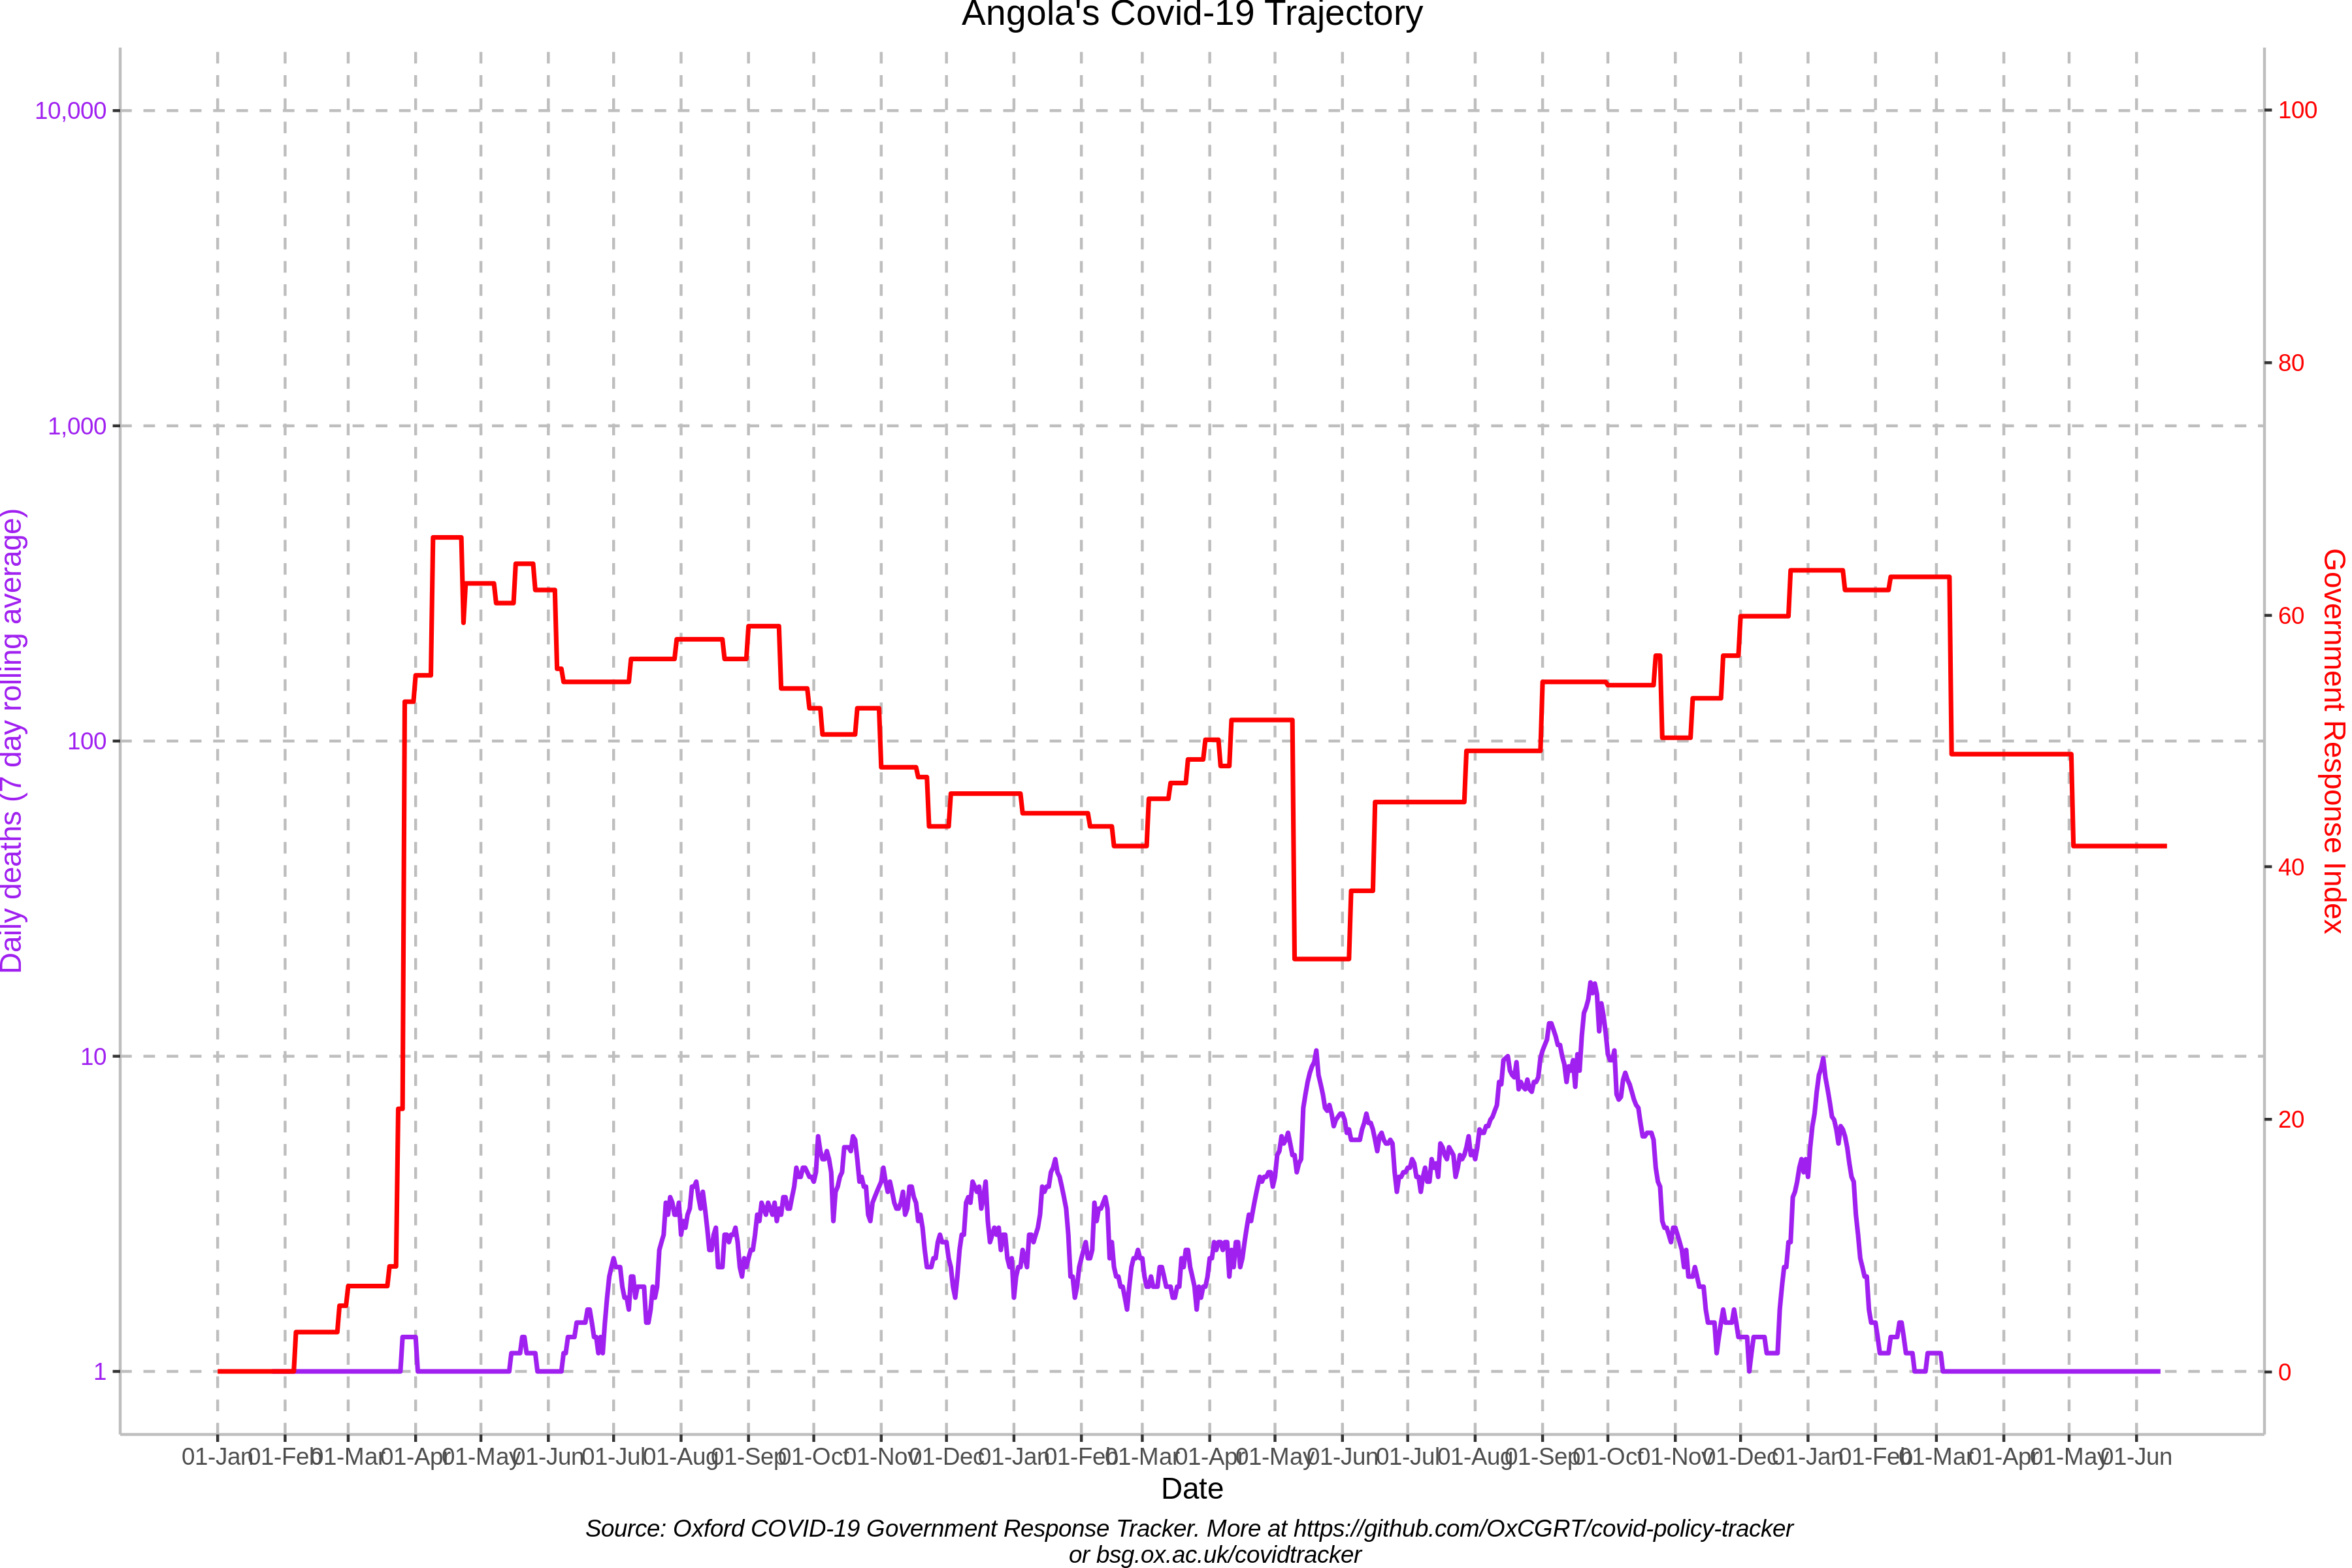 Angola's Covid-19 Trajectory
10,000
1,000
100
10
1
Daily deaths (7 day rolling average)
100
80
60
40
20
0
Government Response Index
01-Jan 01-Feb 01-Mar 01-Apr 01-May 01-Jun 01-Jul 01-Aug 01-Sep 01-Oct 01-Nov 01-Dec 01-Jan 01-Feb 01-Mar 01-Apr 01-May 01-Jun 01-Jul 01-Aug 01-Sep 01-Oct 01-Nov 01-Dec 01-Jan 01-Feb 01-Mar 01-Apr 01-May 01-Jun
Date
Source: Oxford COVID-19 Government Response Tracker. More at https://github.com/OxCGRT/covid-policy-tracker
or bsg.ox.ac.uk/covidtracker